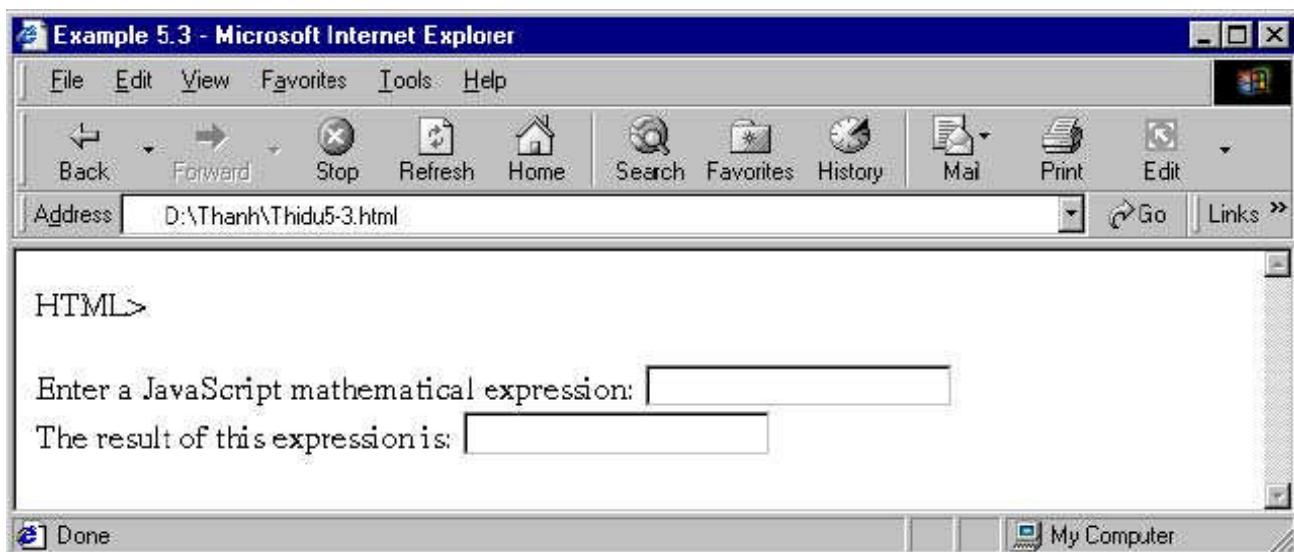 Example 5.3 - Microsoft Internet Explorer
File Edit View Favorites Tools Help
Back Forward Stop Refresh Home Search Favorites History Mail Print Edit
Address D:\Thanh\Thidu5-3.html Go Links »
HTML>
Enter a JavaScript mathematical expression:
The result of this expression is:
Done My Computer